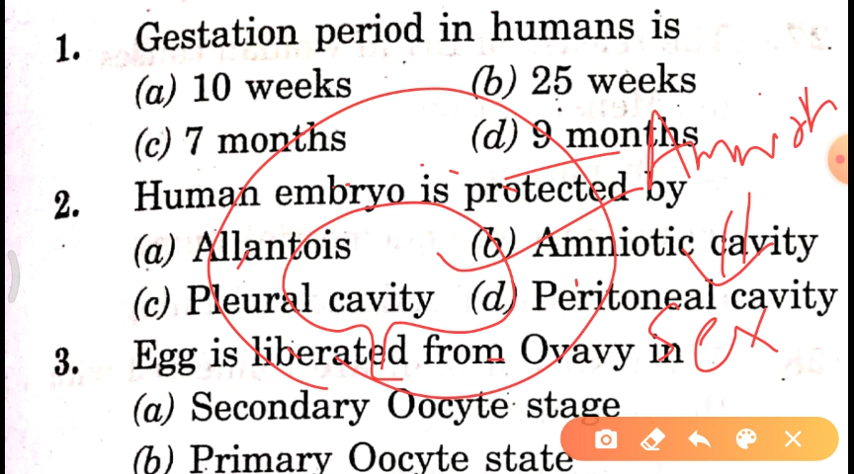 1. Gestation period in humans is
(a) 10 weeks (b) 25 weeks
(c) 7 months (d) 9 months
2. Human embryo is protected by
(a) Allantois (b) Amniotic cavity
(c) Pleural cavity (d) Peritoneal cavity
3. Egg is liberated from Ovavy in
(a) Secondary Oocyte stage
(b) Primary Oocyte state
Sex